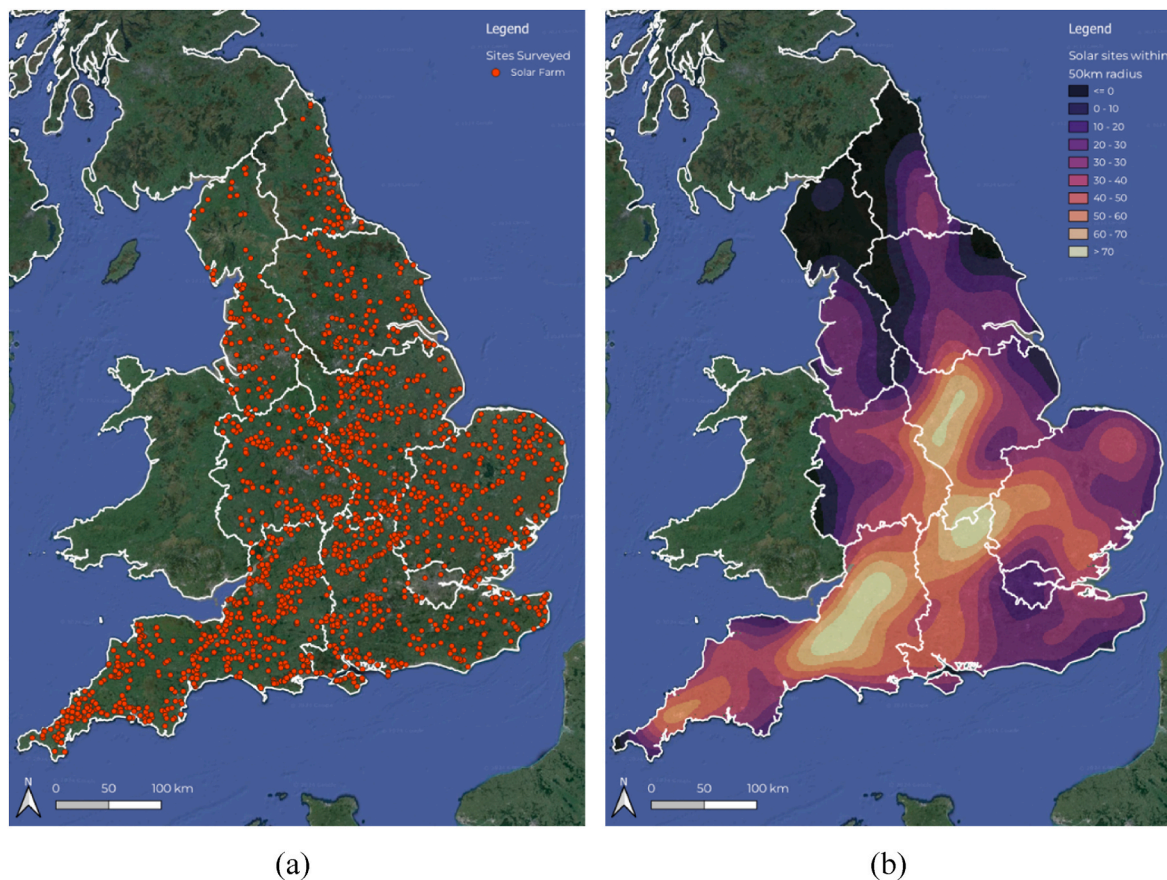 Legend
Sites Surveyed
Solar Farm
N
0 50 100 km
(a)
Legend
Solar sites within
50km radius
<= 0
0 - 10
10 - 20
20 - 30
30 - 30
30 - 40
40 - 50
50 - 60
60 - 70
> 70
N
0 50 100 km
(b)